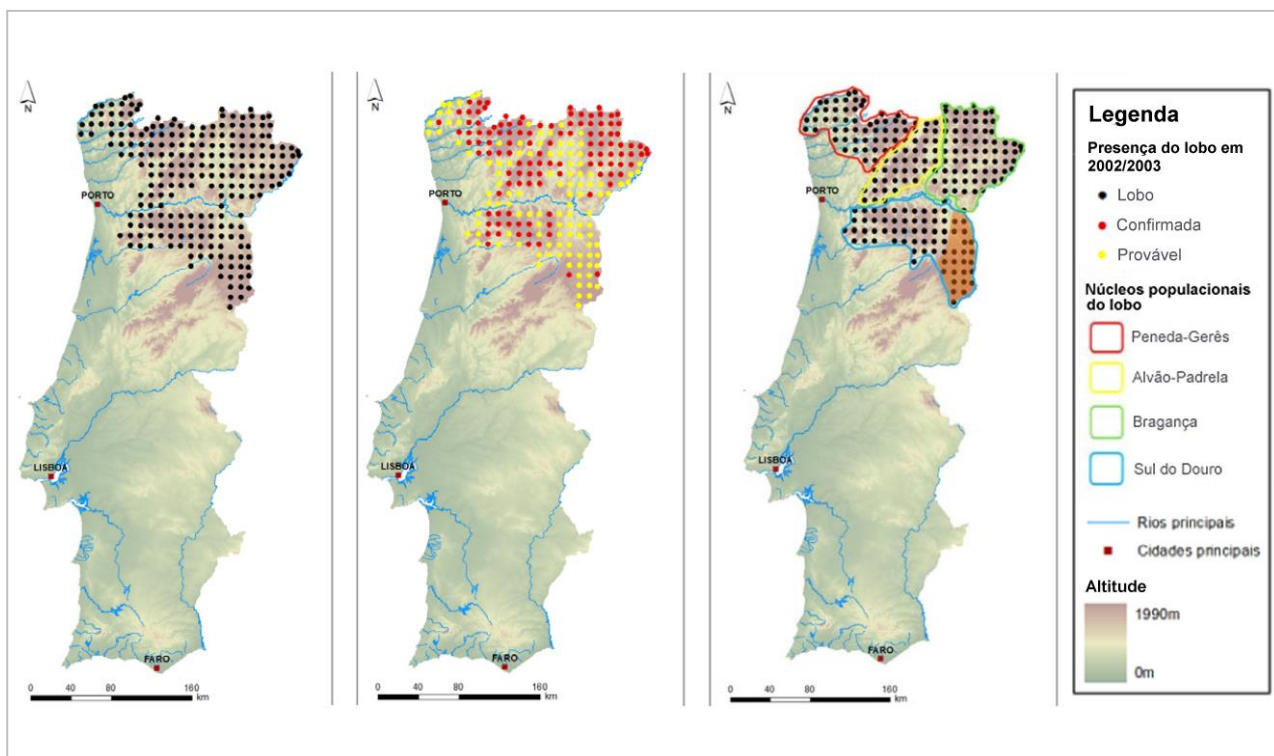 N
PORTO
LISBOA
FARO
0 40 80 160
km
N
PORTO
LISBOA
FARO
0 40 80 160
km
N
PORTO
LISBOA
FARO
0 40 80 160
km
Legenda
Presença do lobo em
2002/2003
Lobo
Confirmada
Provável
Núcleos populacionais
do lobo
Peneda-Gerês
Alvão-Padrela
Bragança
Sul do Douro
Rios principais
Cidades principais
Altitude
1990m
0m